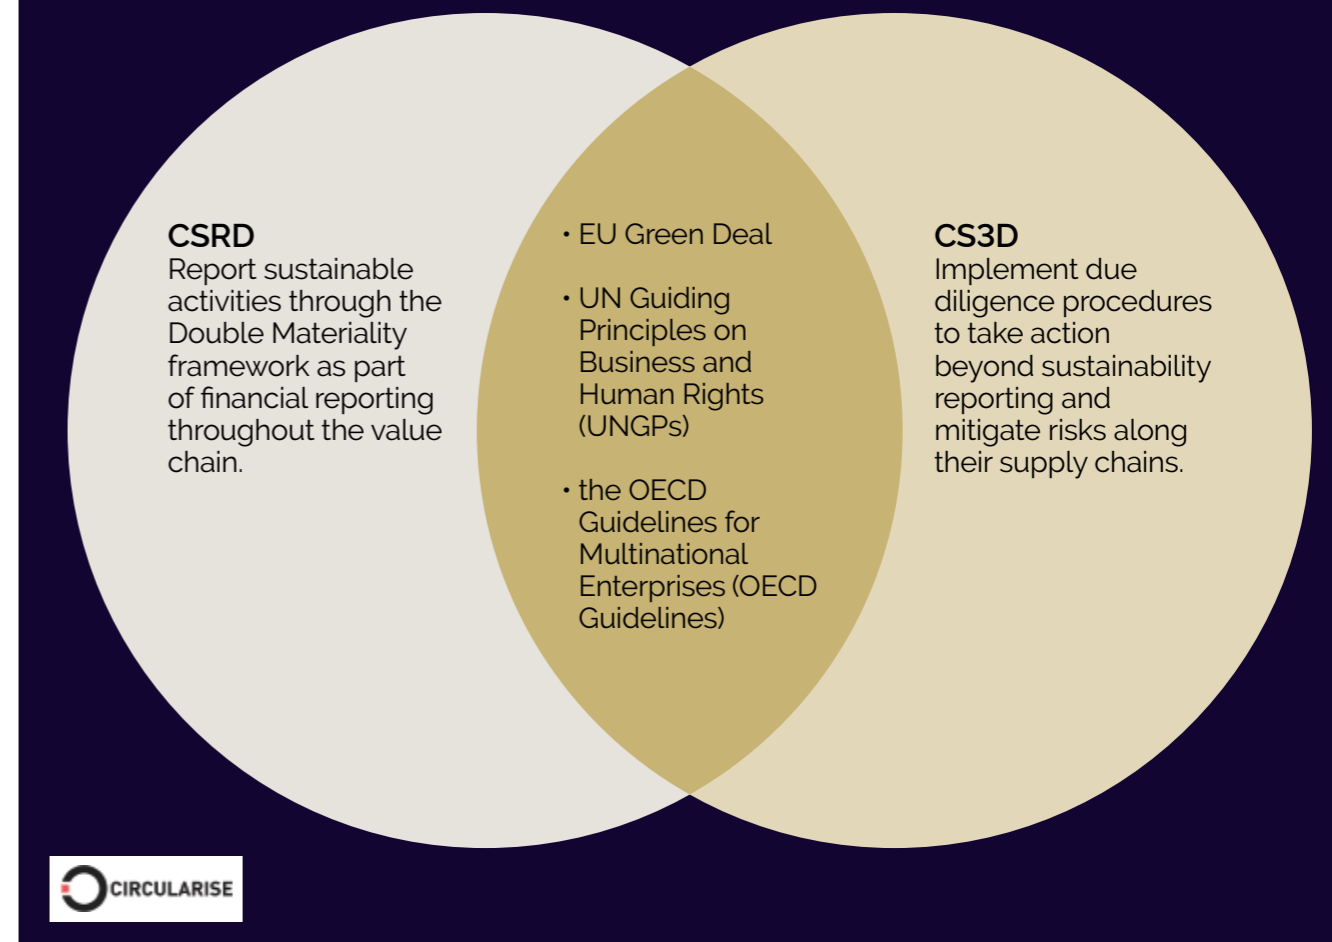 CSRD
Report sustainable
activities through the
Double Materiality
framework as part
of financial reporting
throughout the value
chain.
• EU Green Deal
• UN Guiding
Principles on
Business and
Human Rights
(UNGPs)
• the OECD
Guidelines for
Multinational
Enterprises (OECD
Guidelines)
CS3D
Implement due
diligence procedures
to take action
beyond sustainability
reporting and
mitigate risks along
their supply chains.
CIRCULARISE